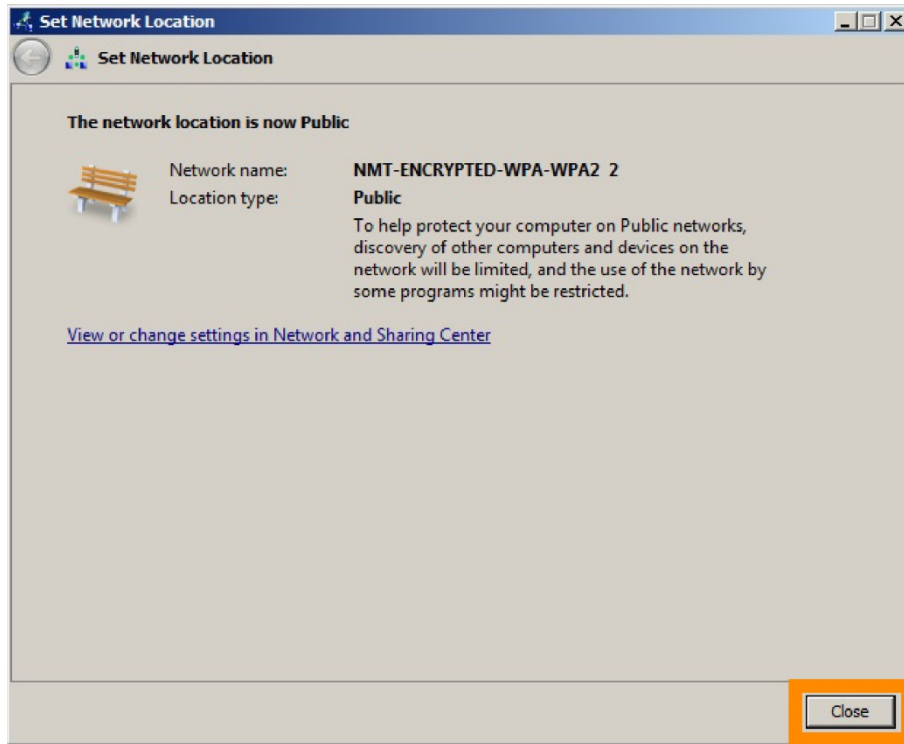 Set Network Location
Set Network Location
The network location is now Public
Network name: NMT-ENCRYPTED-WPA-WPA2 2
Location type: Public
To help protect your computer on Public networks,
discovery of other computers and devices on the
network will be limited, and the use of the network by
some programs might be restricted.
View or change settings in Network and Sharing Center
Close